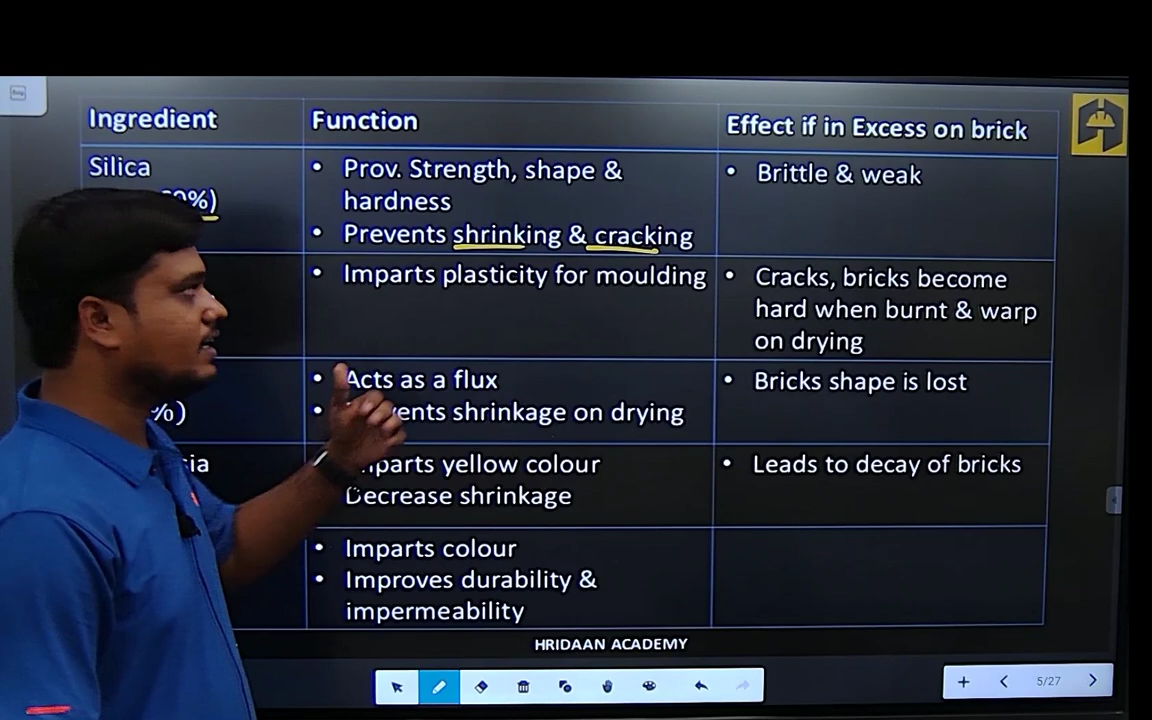 Ingredient Function Effect if in Excess on brick
Silica
0%)
• Prov. Strength, shape &
hardness
• Prevents shrinking & cracking
• Brittle & weak
• Imparts plasticity for moulding
• Cracks, bricks become
hard when burnt & warp
on drying
%)
• Acts as a flux
• vents shrinkage on drying
• Bricks shape is lost
ia
mparts yellow colour
Decrease shrinkage
• Leads to decay of bricks
• Imparts colour
• Improves durability &
impermeability
HRIDAAN ACADEMY
5/27